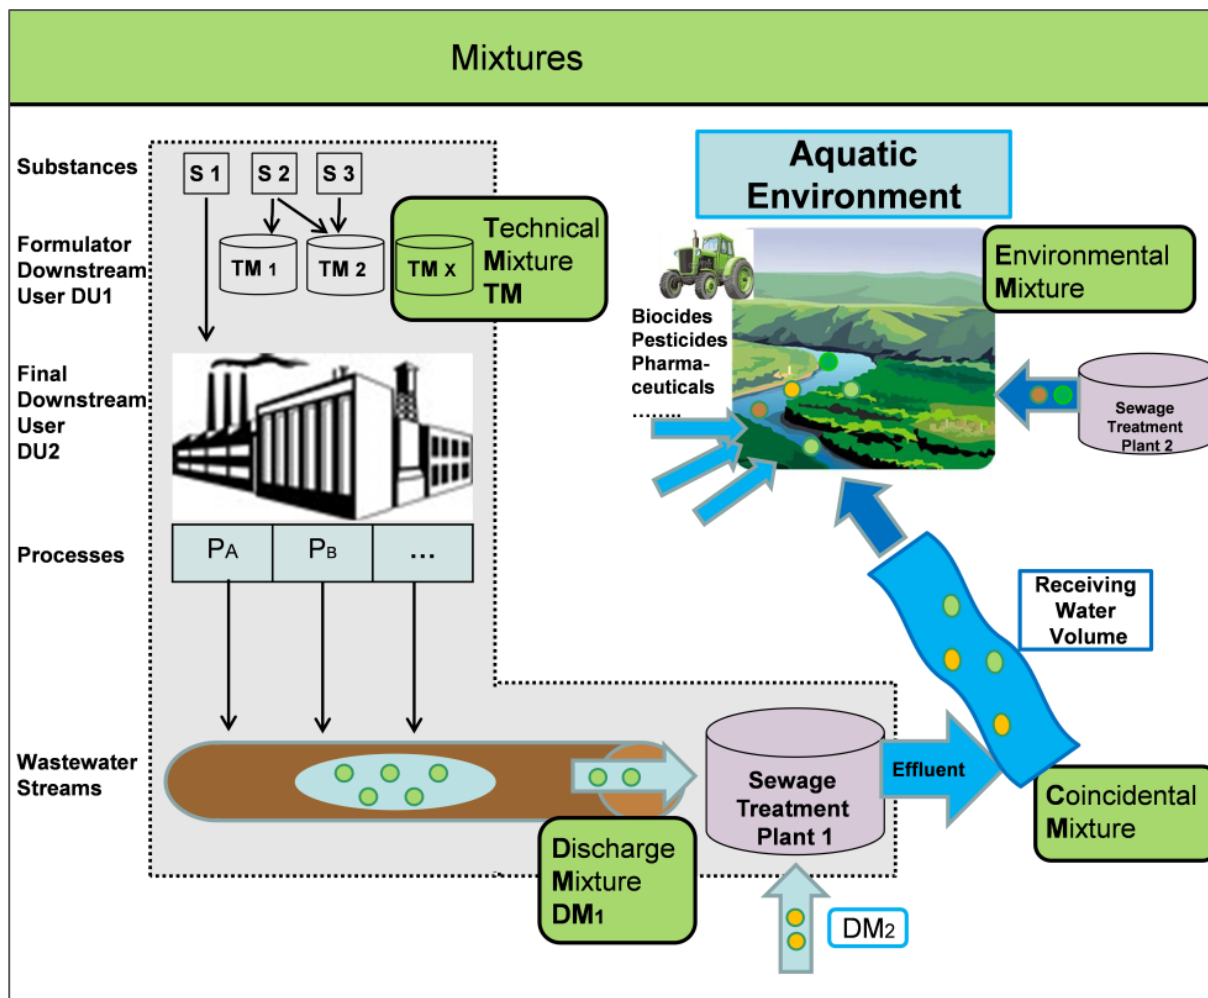 Mixtures
Substances
S 1
S 2
S 3
Formulator
Downstream
User DU1
TM 1
TM 2
TM X
Technical
Mixture
TM
Final
Downstream
User
DU2
Processes
PA
PB
...
Wastewater
Streams
Discharge
Mixture
DM1
Sewage
Treatment
Plant 1
DM2
Effluent
Coincidental
Mixture
Receiving
Water
Volume
Aquatic
Environment
Biocides
Pesticides
Pharma-
ceuticals
........
Environmental
Mixture
Sewage
Treatment
Plant 2